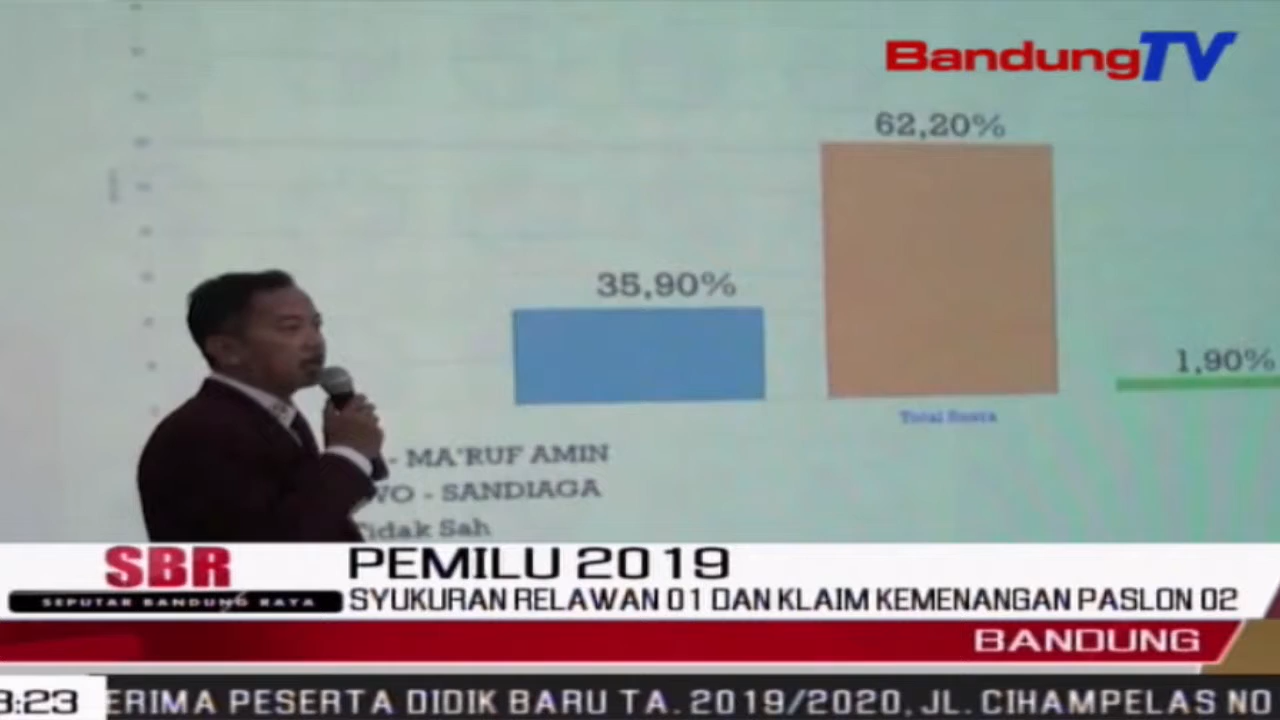 BandungTV
62,20%
35,90%
1,90%
Total Suara
- MA'RUF AMIN
WO - SANDIAGA
Tidak Sah
SBR
SEPUTAR BANDUNG RAYA
PEMILU 2019
SYUKURAN RELAWAN 01 DAN KLAIM KEMENANGAN PASLON 02
BANDUNG
3:23
ERIMA PESERTA DIDIK BARU TA. 2019/2020, JL. CIHAMPELAS NO